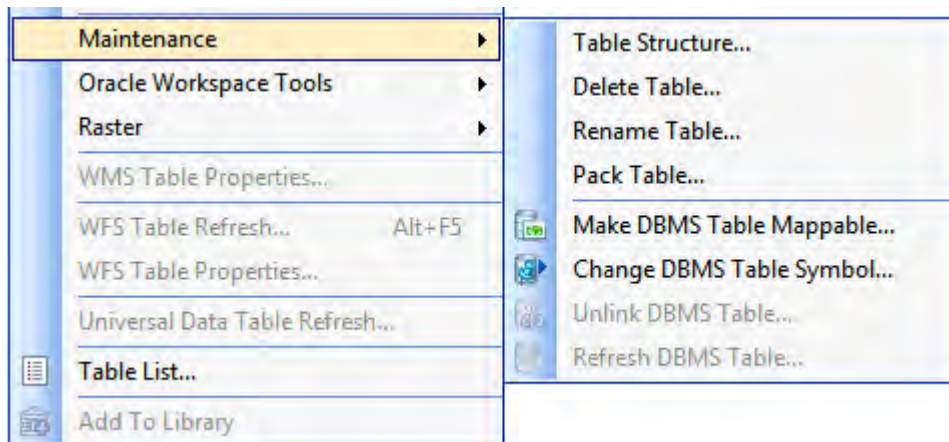 Maintenance
Oracle Workspace Tools
Raster
WMS Table Properties...
WFS Table Refresh... Alt+F5
WFS Table Properties...
Universal Data Table Refresh...
Table List...
Add To Library
Table Structure...
Delete Table...
Rename Table...
Pack Table...
Make DBMS Table Mappable...
Change DBMS Table Symbol...
Unlink DBMS Table...
Refresh DBMS Table...